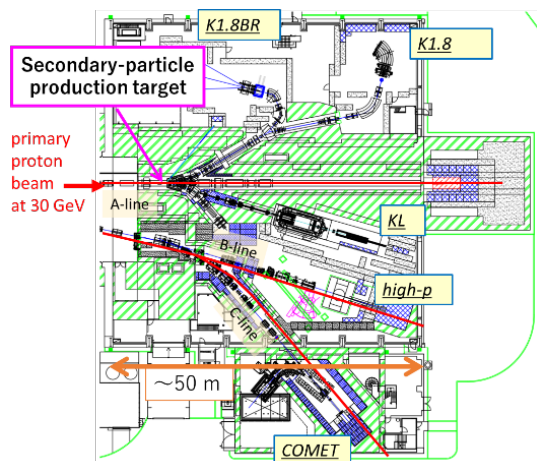 K1.8BR
K1.8
Secondary-particle
production target
primary
proton
beam
at 30 GeV
A-line
KL
B-line
high-p
C-line
～50 m
COMET